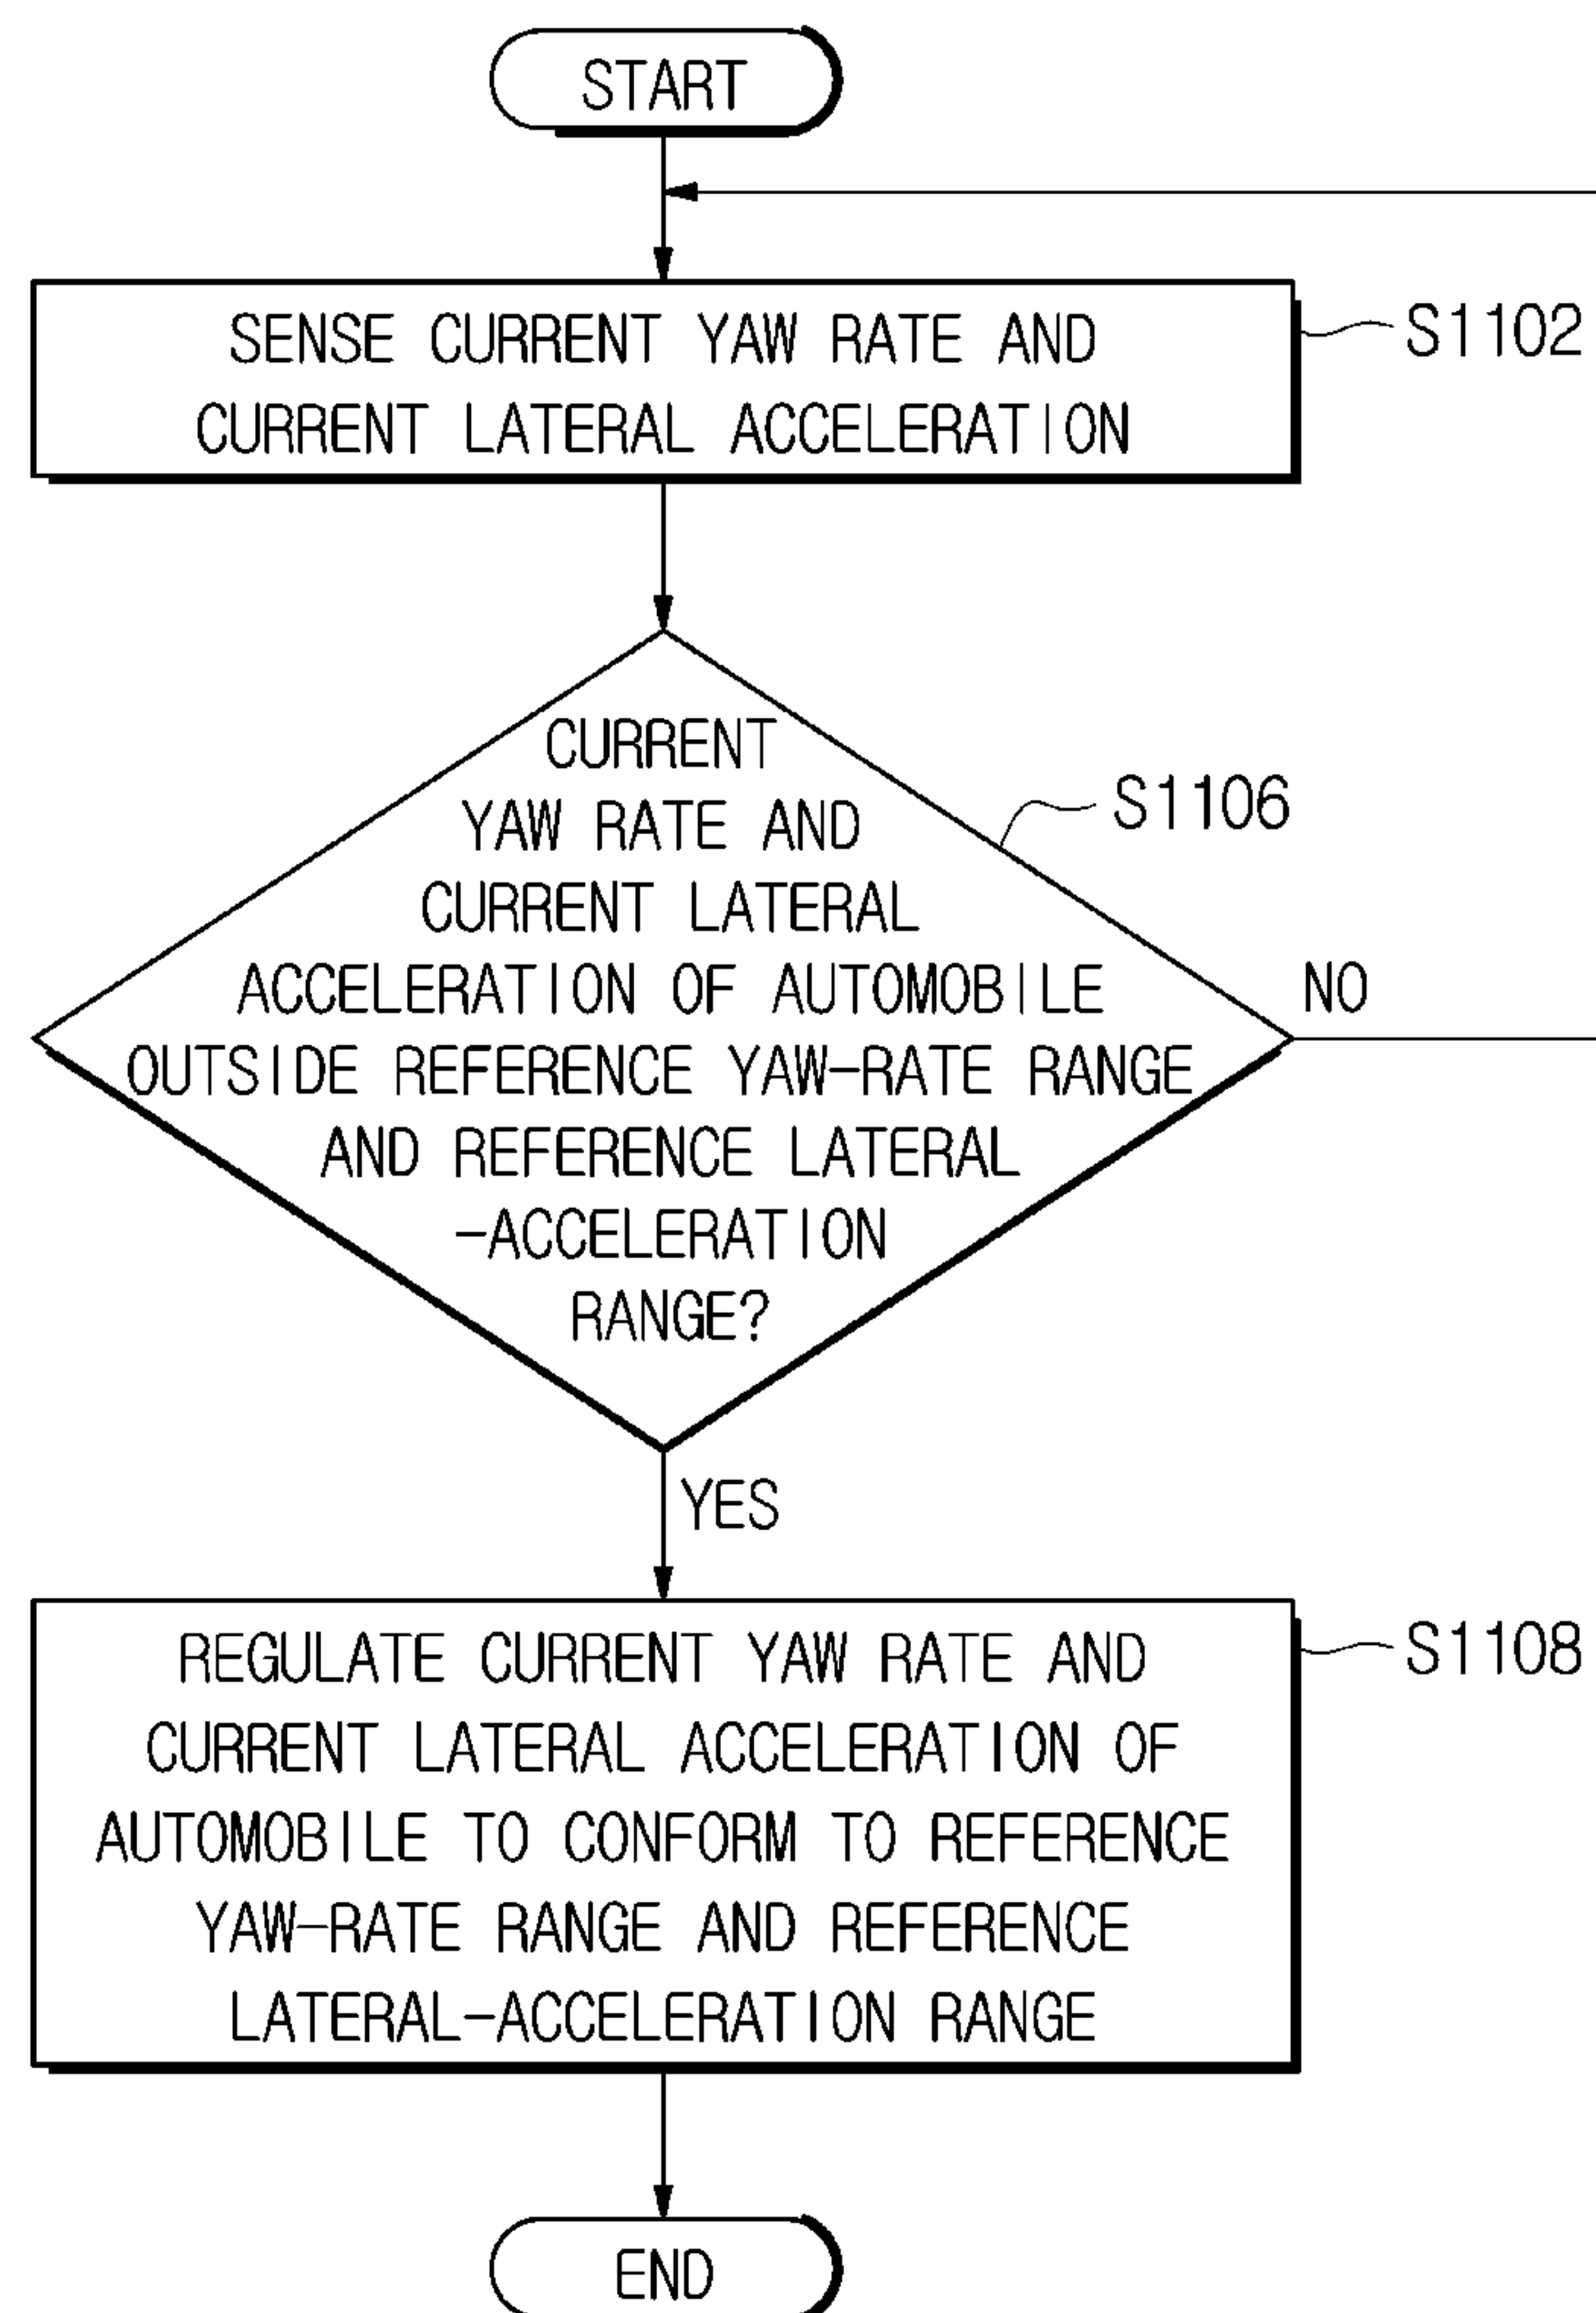 START
SENSE CURRENT YAW RATE AND
CURRENT LATERAL ACCELERATION
S1102
CURRENT
YAW RATE AND
CURRENT LATERAL
ACCELERATION OF AUTOMOBILE
OUTSIDE REFERENCE YAW-RATE RANGE
AND REFERENCE LATERAL
-ACCELERATION
RANGE?
S1106
NO
YES
REGULATE CURRENT YAW RATE AND
CURRENT LATERAL ACCELERATION OF
AUTOMOBILE TO CONFORM TO REFERENCE
YAW-RATE RANGE AND REFERENCE
LATERAL-ACCELERATION RANGE
S1108
END